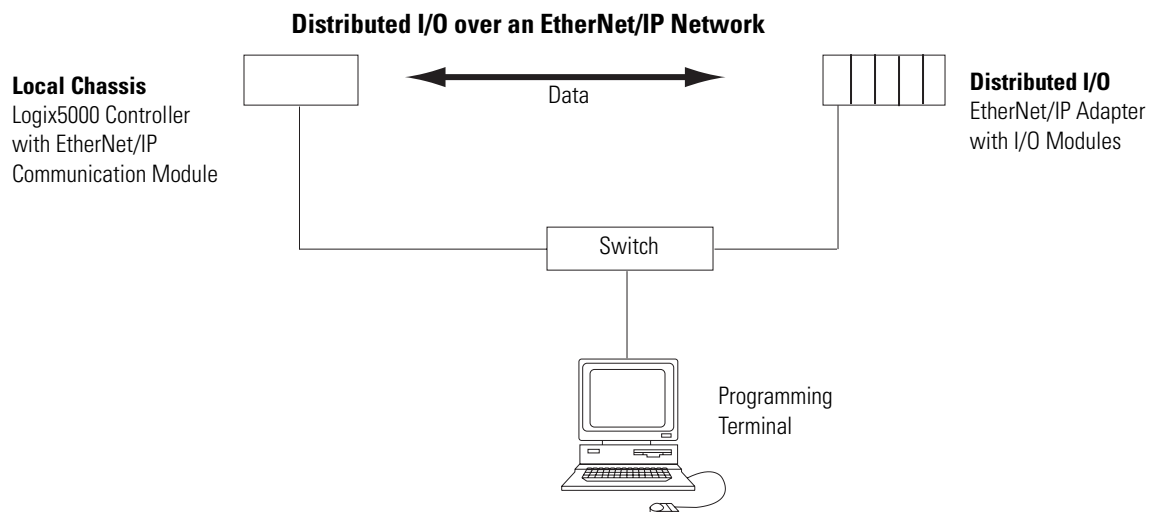 Distributed I/O over an EtherNet/IP Network
Local Chassis
Logix5000 Controller
with EtherNet/IP
Communication Module
Data
Distributed I/O
EtherNet/IP Adapter
with I/O Modules
Switch
Programming
Terminal